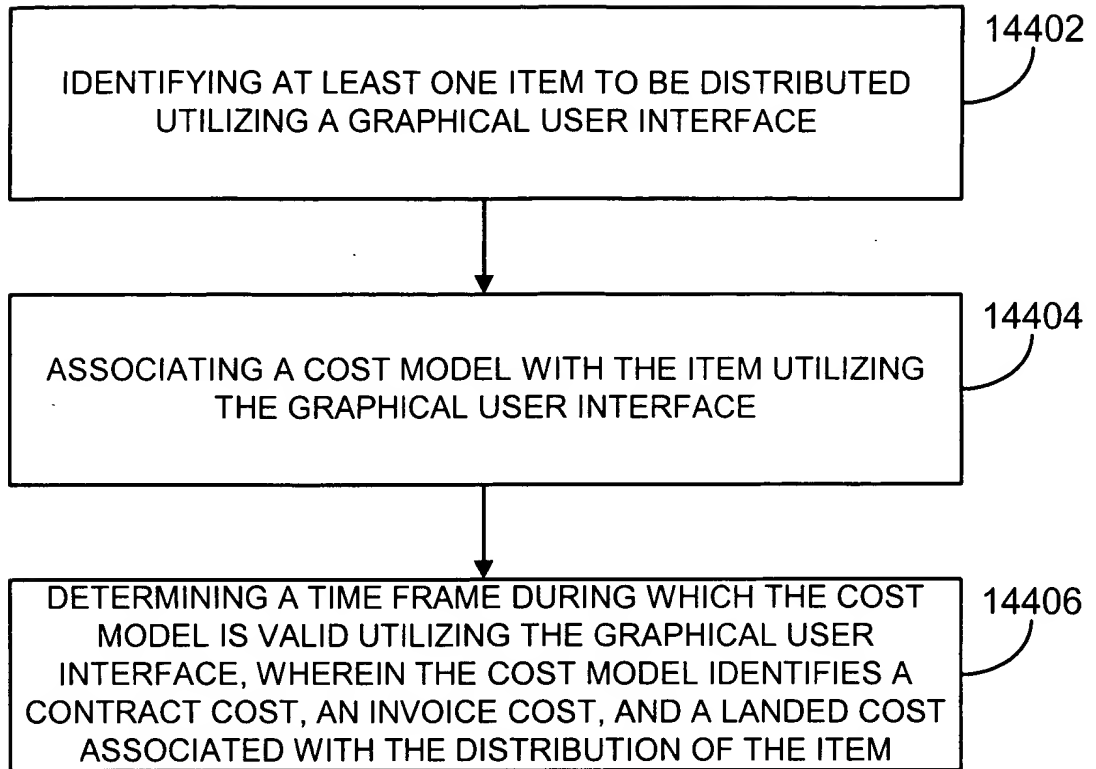 14402
IDENTIFYING AT LEAST ONE ITEM TO BE DISTRIBUTED
UTILIZING A GRAPHICAL USER INTERFACE
14404
ASSOCIATING A COST MODEL WITH THE ITEM UTILIZING
THE GRAPHICAL USER INTERFACE
14406
DETERMINING A TIME FRAME DURING WHICH THE COST
MODEL IS VALID UTILIZING THE GRAPHICAL USER
INTERFACE, WHEREIN THE COST MODEL IDENTIFIES A
CONTRACT COST, AN INVOICE COST, AND A LANDED COST
ASSOCIATED WITH THE DISTRIBUTION OF THE ITEM